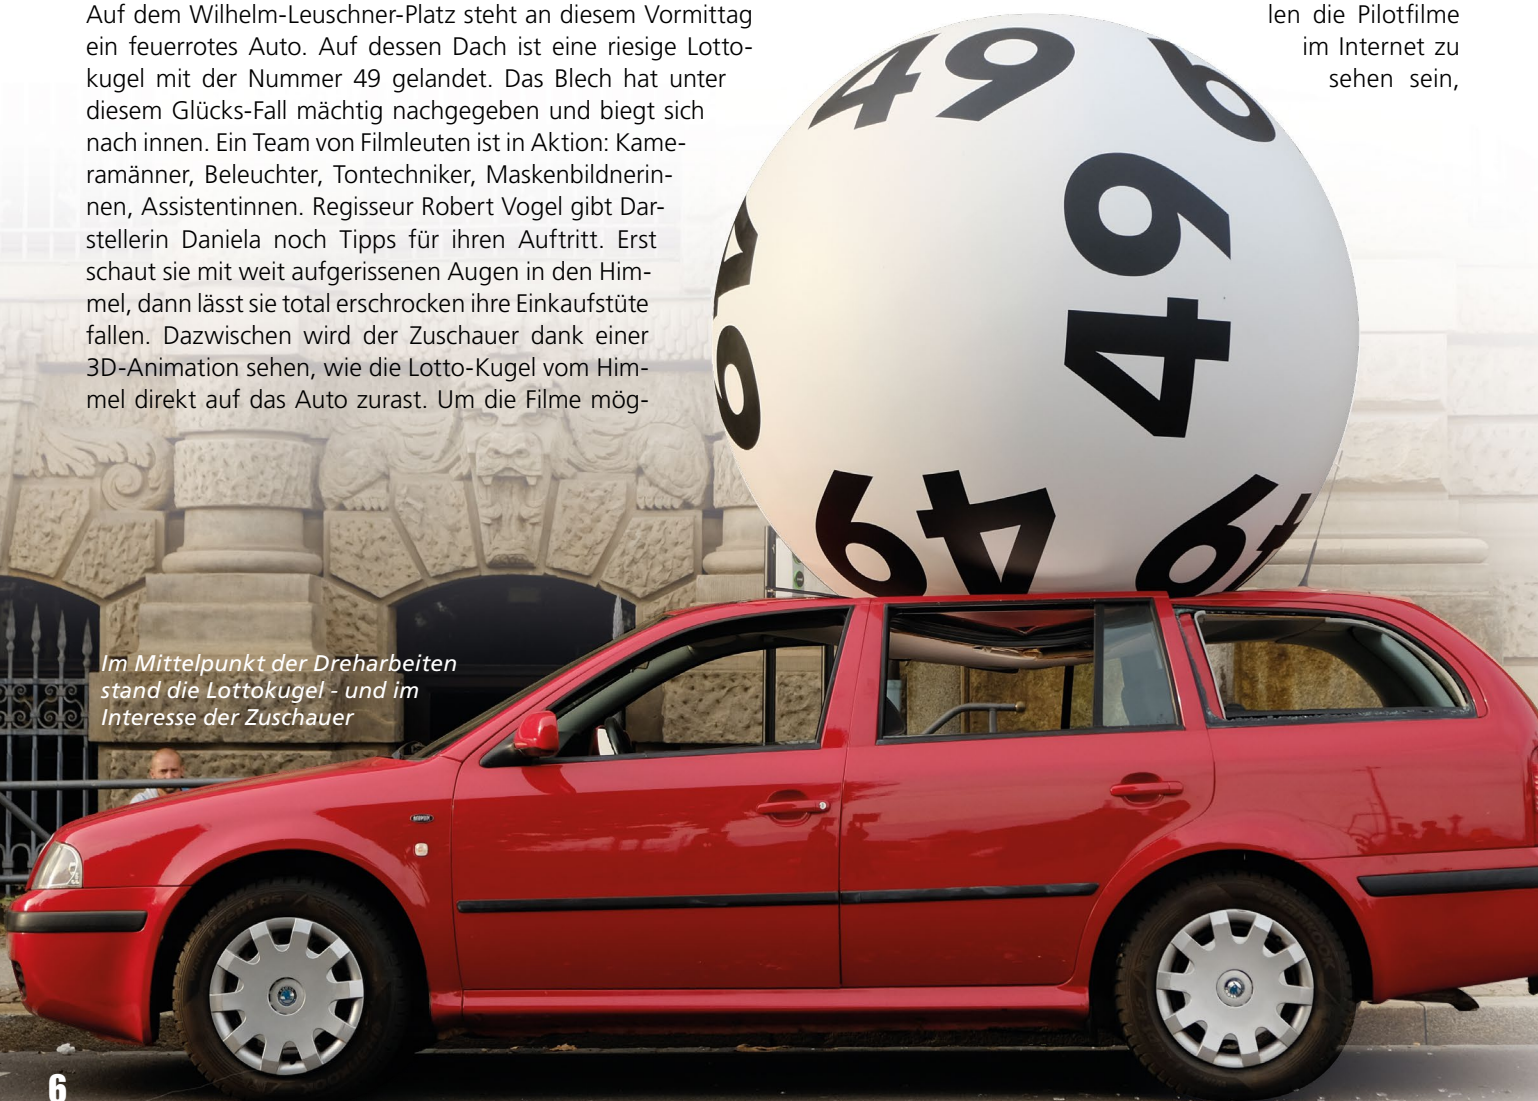 Auf dem Wilhelm-Leuschner-Platz steht an diesem Vormittag
ein feuerrotes Auto. Auf dessen Dach ist eine riesige Lotto-
kugel mit der Nummer 49 gelandet. Das Blech hat unter
diesem Glücks-Fall mächtig nachgegeben und biegt sich
nach innen. Ein Team von Filmleuten ist in Aktion: Kame-
ramänner, Beleuchter, Tontechniker, Maskenbildnerin-
nen, Assistentinnen. Regisseur Robert Vogel gibt Dar-
stellerin Daniela noch Tipps für ihren Auftritt. Erst
schaut sie mit weit aufgerissenen Augen in den Him-
mel, dann lässt sie total erschrocken ihre Einkaufstüte
fallen. Dazwischen wird der Zuschauer dank einer
3D-Animation sehen, wie die Lotto-Kugel vom Him-
mel direkt auf das Auto zurast. Um die Filme mög-
len die Pilotfilme
im Internet zu
sehen sein,
49
6
49
49
49
6
Im Mittelpunkt der Dreharbeiten
stand die Lottokugel - und im
Interesse der Zuschauer
6